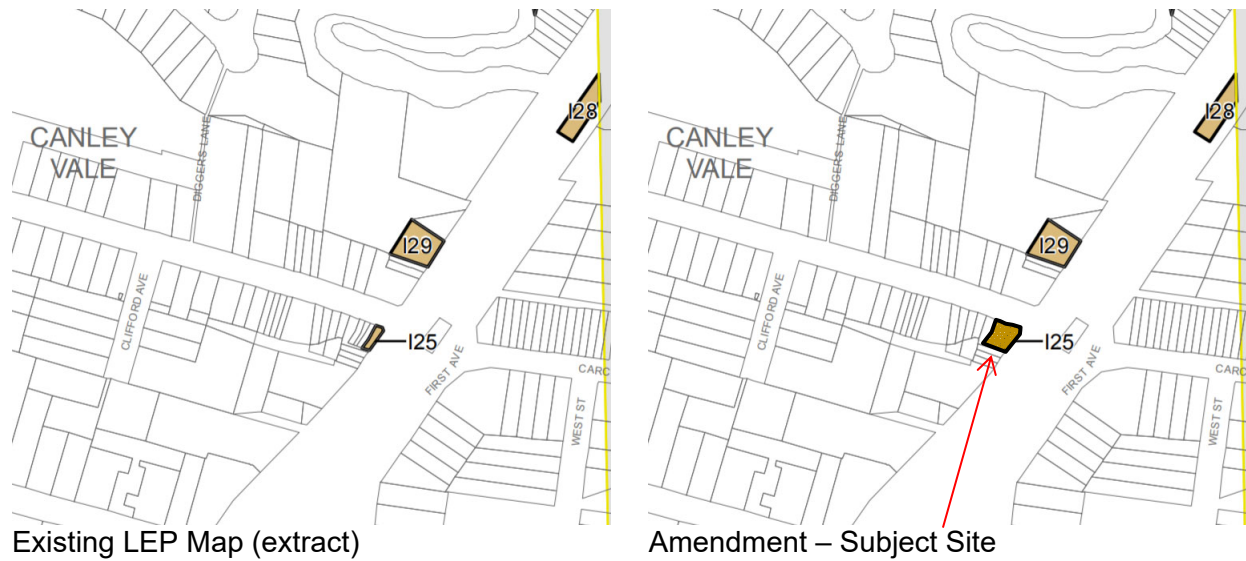 I28
CANLEY
VALE
DIGGERS LANE
I29
CLIFFORD AVE
I25
FIRST AVE
CARC
WEST ST
Existing LEP Map (extract)
I28
CANLEY
VALE
DIGGERS LANE
I29
CLIFFORD AVE
I25
FIRST AVE
CARC
WEST ST
Amendment – Subject Site